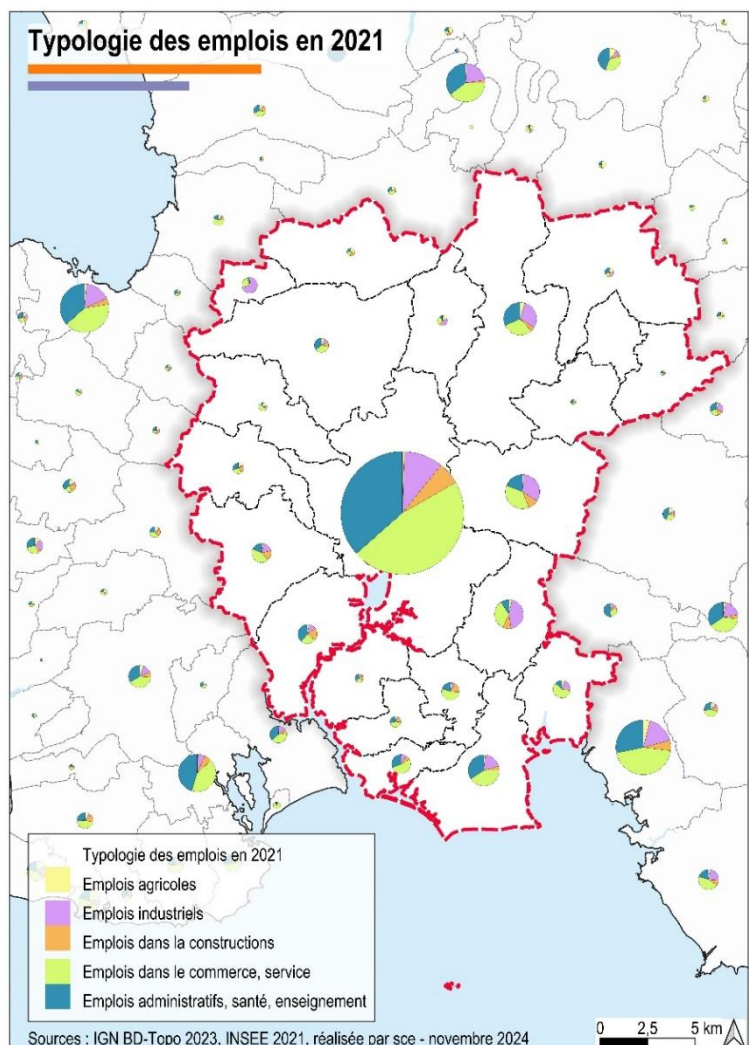 Typologie des emplois en 2021
Typologie des emplois en 2021
Emplois agricoles
Emplois industriels
Emplois dans la constructions
Emplois dans le commerce, service
Emplois administratifs, santé, enseignement
0 2,5 5 km
Sources : IGN BD-Topo 2023, INSEE 2021, réalisée par sce - novembre 2024